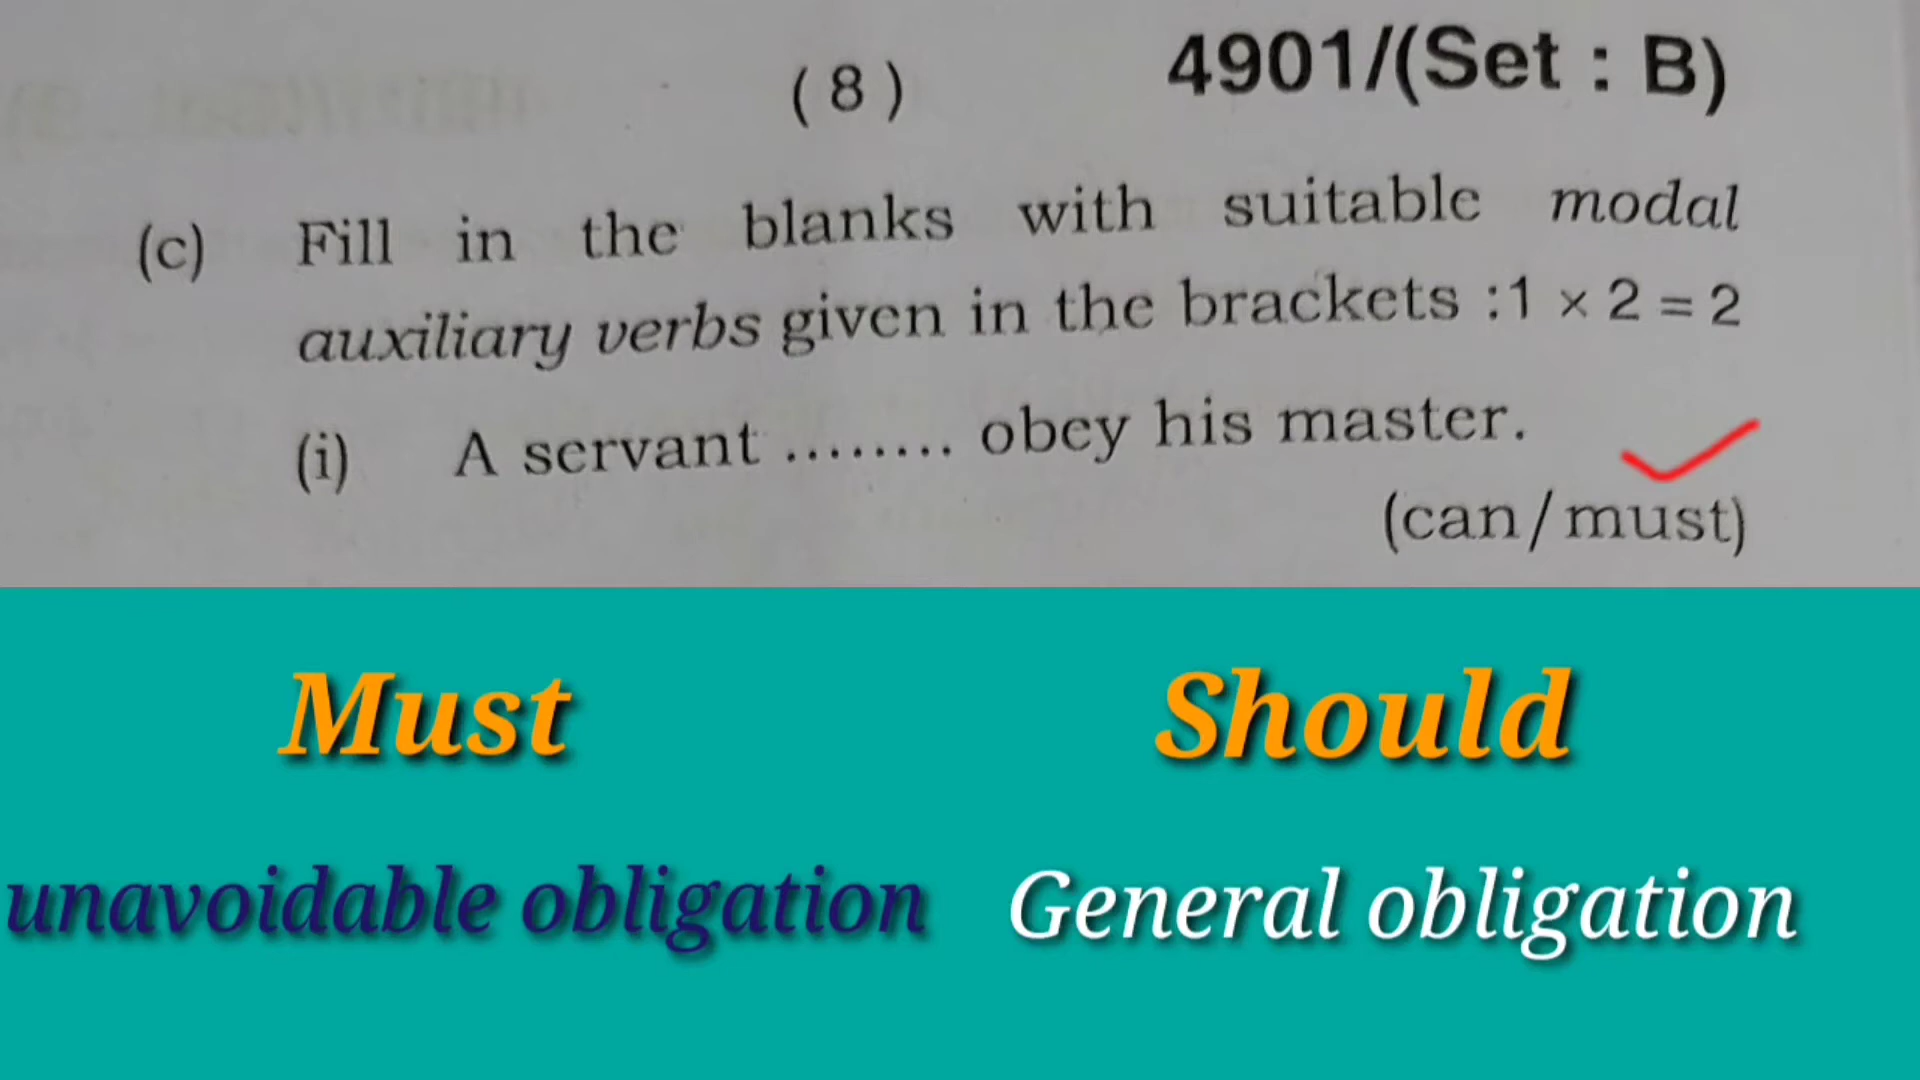 ( 8 )
4901/(Set : B)
(c) Fill in the blanks with suitable modal
auxiliary verbs given in the brackets :1 × 2 = 2
(i) A servant ........ obey his master.
(can/must)
Must Should
unavoidable obligation General obligation